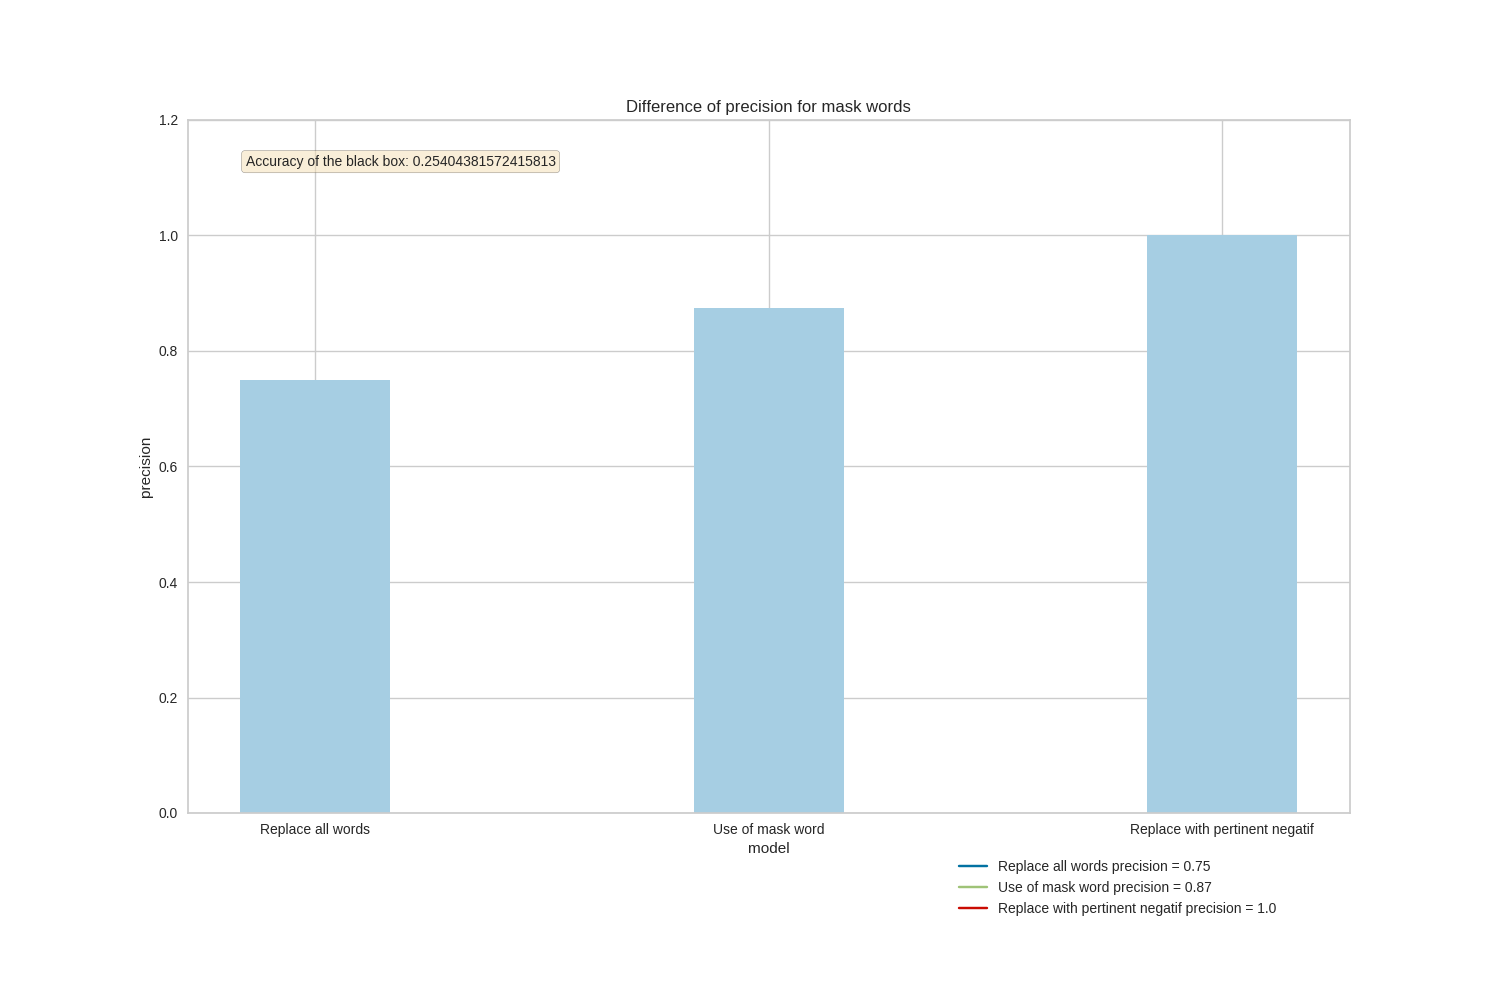 Difference of precision for mask words
1.2
Accuracy of the black box: 0.25404381572415813
1.0
0.8
0.6
0.4
0.2
0.0
precision
Replace all words
Use of mask word
Replace with pertinent negatif
model
Replace all words precision = 0.75
Use of mask word precision = 0.87
Replace with pertinent negatif precision = 1.0